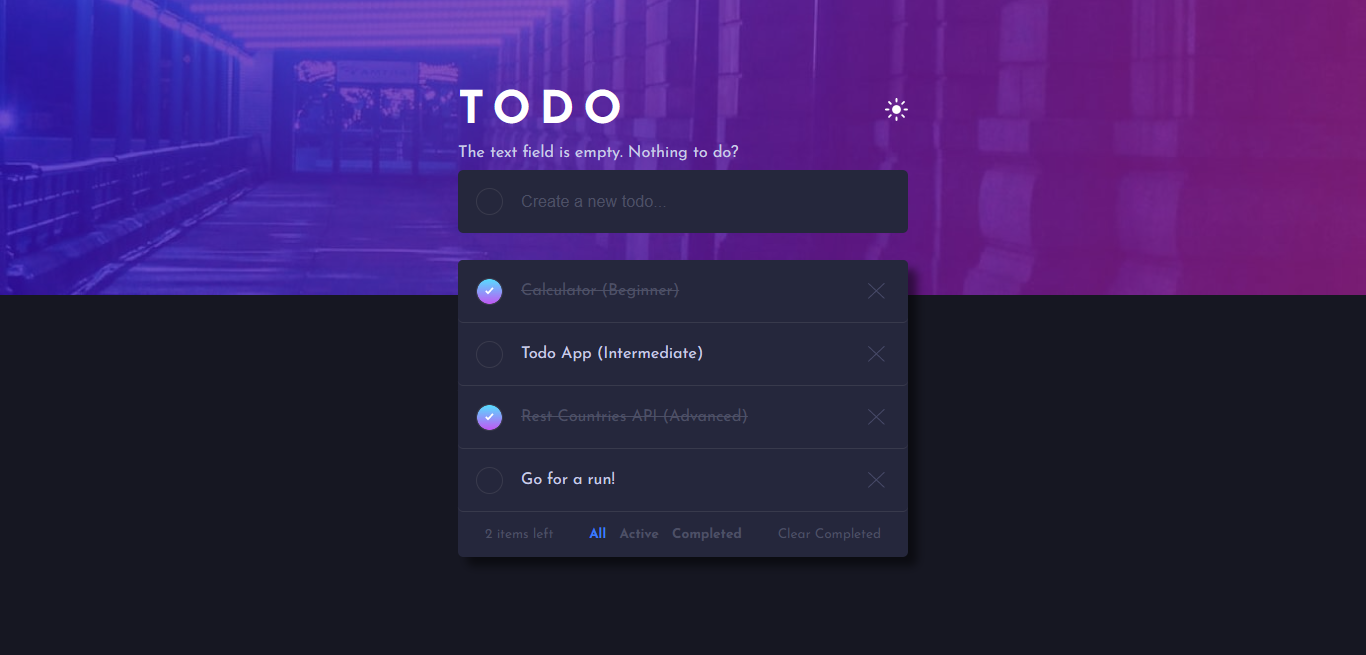 TODO
The text field is empty. Nothing to do?
Create a new todo...
Calculator (Beginner)
Todo App (Intermediate)
Rest Countries API (Advanced)
Go for a run!
2 items left All Active Completed Clear Completed